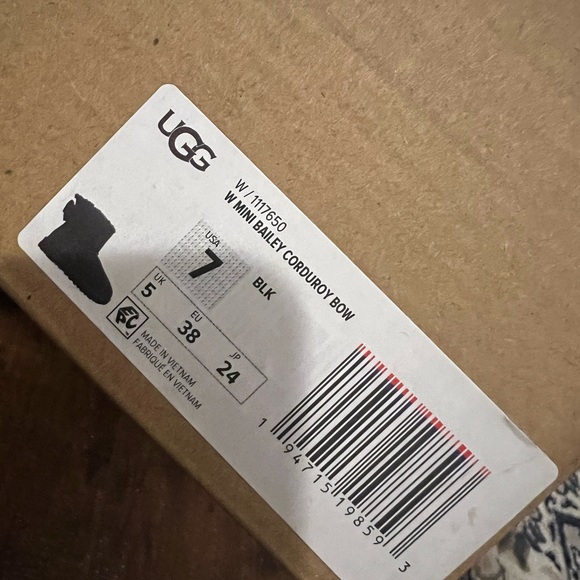 UGG
W/1117650
W MINI BAILEY CORDUROY BOW
USA
7
BLK
UK
5
EU
38
JP
24
MADE IN VIETNAM
FABRIQUÉ EN VIETNAM
1 94715 19859 3